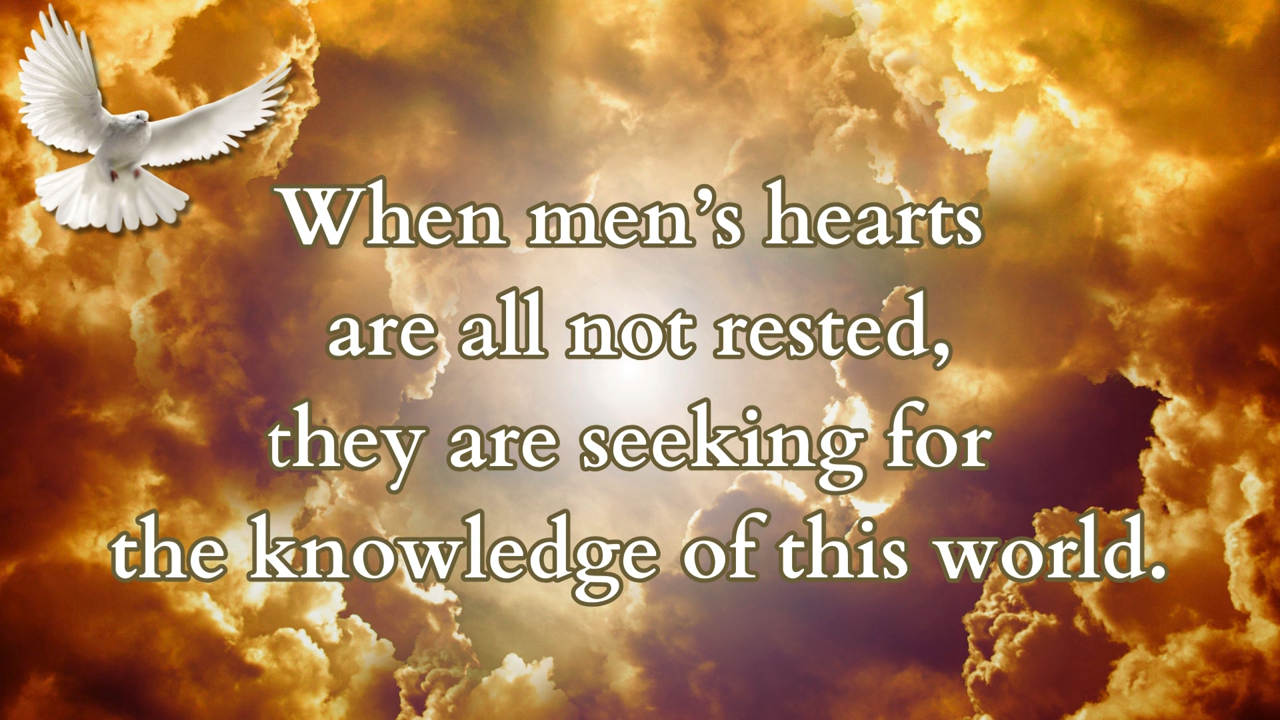 When men’s hearts
are all not rested,
they are seeking for
the knowledge of this world.